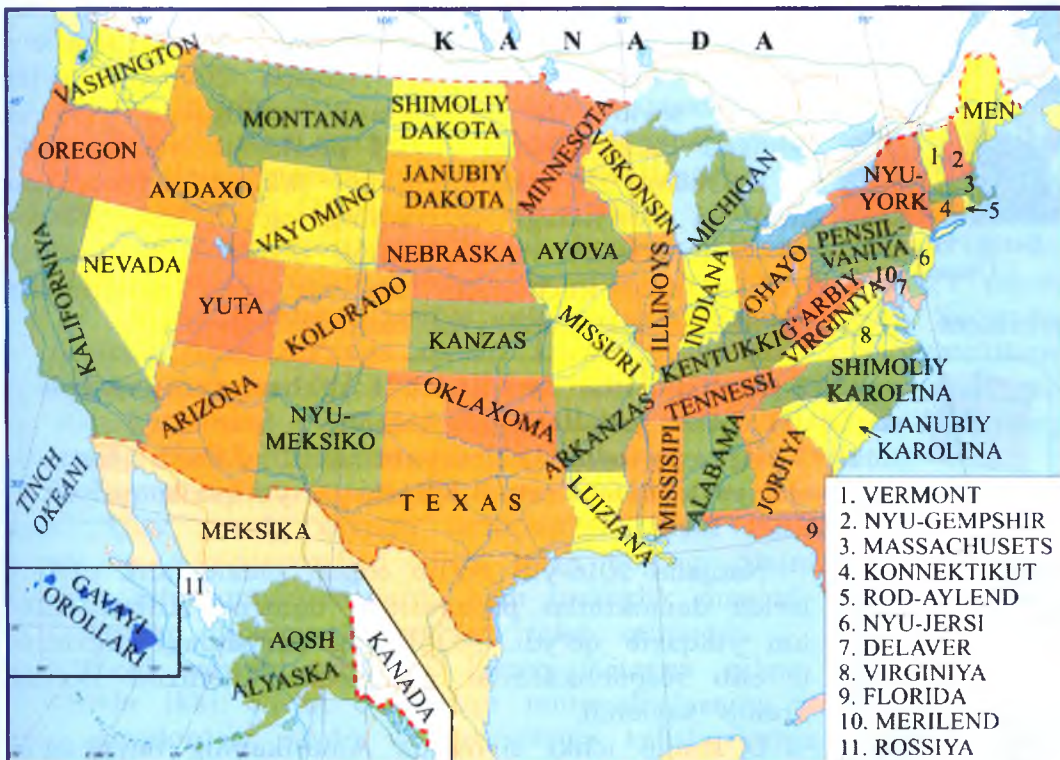 K A N A D A
VASHINGTON
MONTANA
SHIMOLIY
DAKOTA
MINNESOTA
VISKONSIN
MICHIGAN
MEN
OREGON
AYDAXO
VAYOMING
JANUBIY
DAKOTA
NYU-
YORK
1
2
3
4
5
KALIFORNIYA
NEVADA
YUTA
KOLORADO
NEBRASKA
AYOVA
ILLINOYS
INDIANA
OHAYO
PENSIL-
VANIYA
6
10
7
G'ARBIY
VIRGINIYA
8
KANZAS
MISSURI
KENTUKKI
ARIZONA
NYU-
MEKSIKO
OKLAXOMA
ARKANZAS
TENNESSI
SHIMOLIY
KAROLINA
JANUBIY
KAROLINA
TEXAS
LUIZIANA
MISSISIPI
ALABAMA
JORJIYA
9
TINCH
OKEANI
MEKSIKA
GAVAYI
OROLLARI
11
AQSH
ALYASKA
KANADA
1. VERMONT
2. NYU-GEMPSHIR
3. MASSACHUSETS
4. KONNEKTIKUT
5. ROD-AYLEND
6. NYU-JERSI
7. DELAVER
8. VIRGINIYA
9. FLORIDA
10. MERILEND
11. ROSSIYA